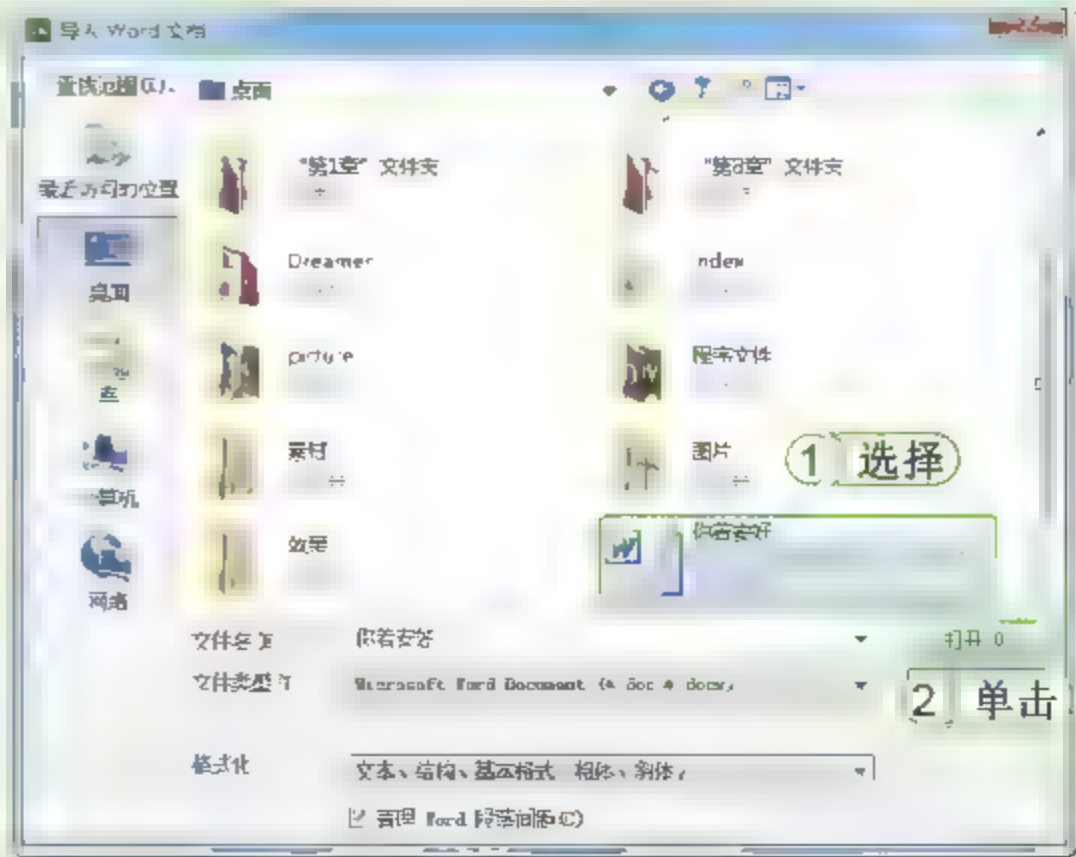 导入 Word 文档
查找范围(I): 桌面
最近访问的位置
桌面
库
计算机
网络
"第1章" 文件夹
"第3章" 文件夹
Dreamer
index
picture
程序文件
素材
图片
1 选择
效果
你若安好
文件名 你若安好 打开
文件类型 Microsoft Word Document (*.doc;*.docx)
2 单击
格式化 文本、结构、基本格式 粗体、斜体
清理 Word 段落间距(C)